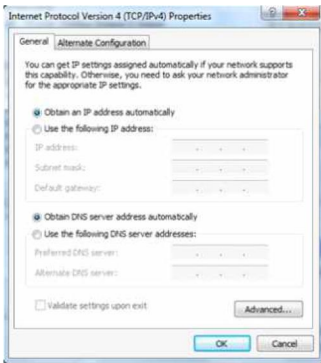 Internet Protocol Version 4 (TCP/IPv4) Properties
General Alternate Configuration
You can get IP settings assigned automatically if your network supports
this capability. Otherwise, you need to ask your network administrator
for the appropriate IP settings.
Obtain an IP address automatically
Use the following IP address:
IP address:
Subnet mask:
Default gateway:
Obtain DNS server address automatically
Use the following DNS server addresses:
Preferred DNS server:
Alternate DNS server:
Validate settings upon exit
Advanced...
OK Cancel